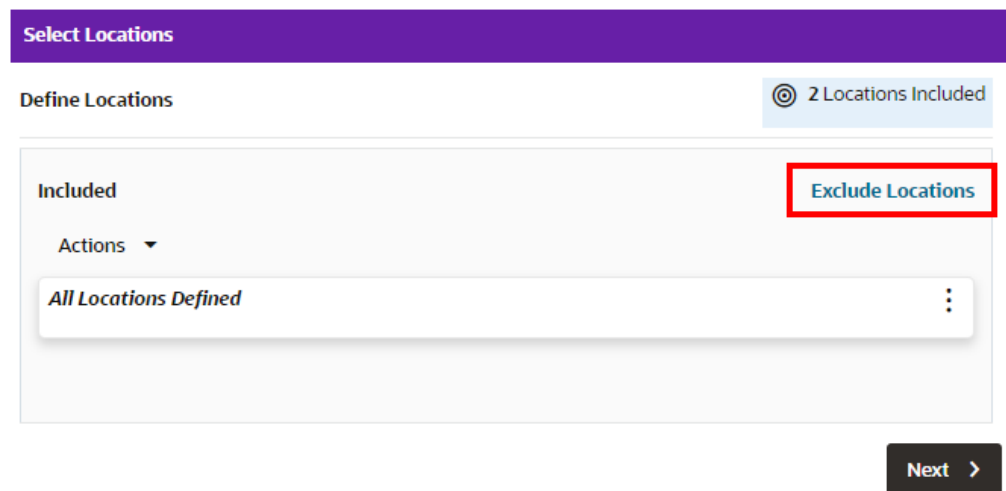 Select Locations
Define Locations
2 Locations Included
Included
Exclude Locations
Actions
All Locations Defined
Next